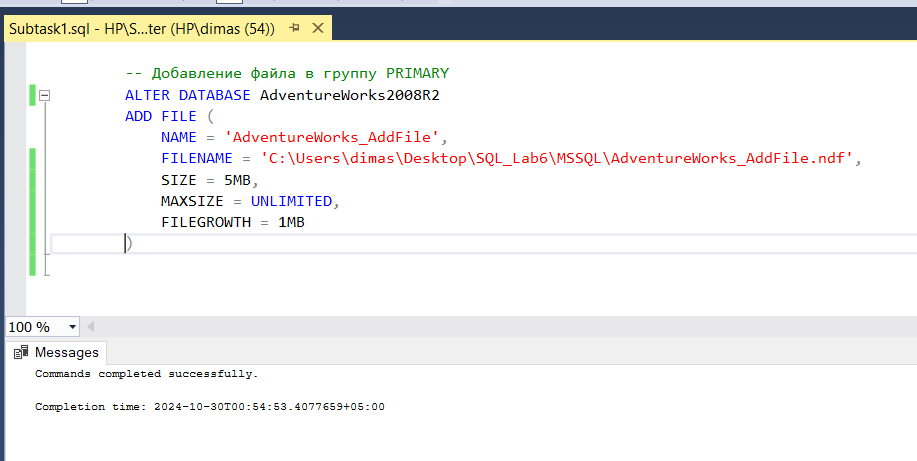 Subtask1.sql - HP\S...ter (HP\dimas (54))
-- Добавление файла в группу PRIMARY
ALTER DATABASE AdventureWorks2008R2
ADD FILE (
NAME = 'AdventureWorks_AddFile',
FILENAME = 'C:\Users\dimas\Desktop\SQL_Lab6\MSSQL\AdventureWorks_AddFile.ndf',
SIZE = 5MB,
MAXSIZE = UNLIMITED,
FILEGROWTH = 1MB
)
100 %
Messages
Commands completed successfully.
Completion time: 2024-10-30T00:54:53.4077659+05:00